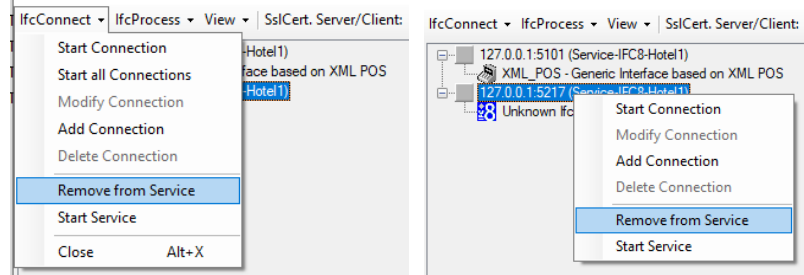 IfcConnect IfcProcess View SslCert. Server/Client:
Start Connection
Start all Connections
Modify Connection
Add Connection
Delete Connection
Remove from Service
Start Service
Close Alt+X
-Hotel1)
face based on XML POS
-Hotel1)
IfcConnect IfcProcess View SslCert. Server/Client:
127.0.0.1:5101 (Service-IFC8-Hotel1)
XML_POS - Generic Interface based on XML POS
127.0.0.1:5217 (Service-IFC8-Hotel1)
Unknown Ifc
Start Connection
Modify Connection
Add Connection
Delete Connection
Remove from Service
Start Service